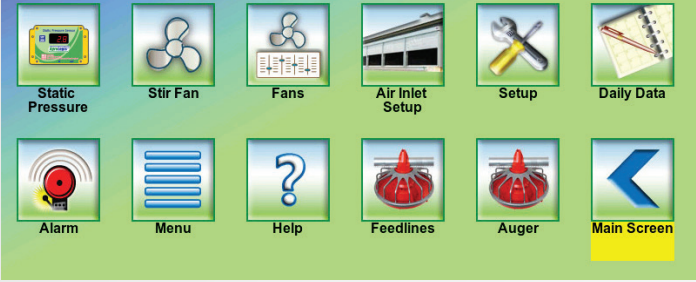 Static
Pressure
Stir Fan
Fans
Air Inlet
Setup
Setup
Daily Data
Alarm
Menu
Help
Feedlines
Auger
Main Screen